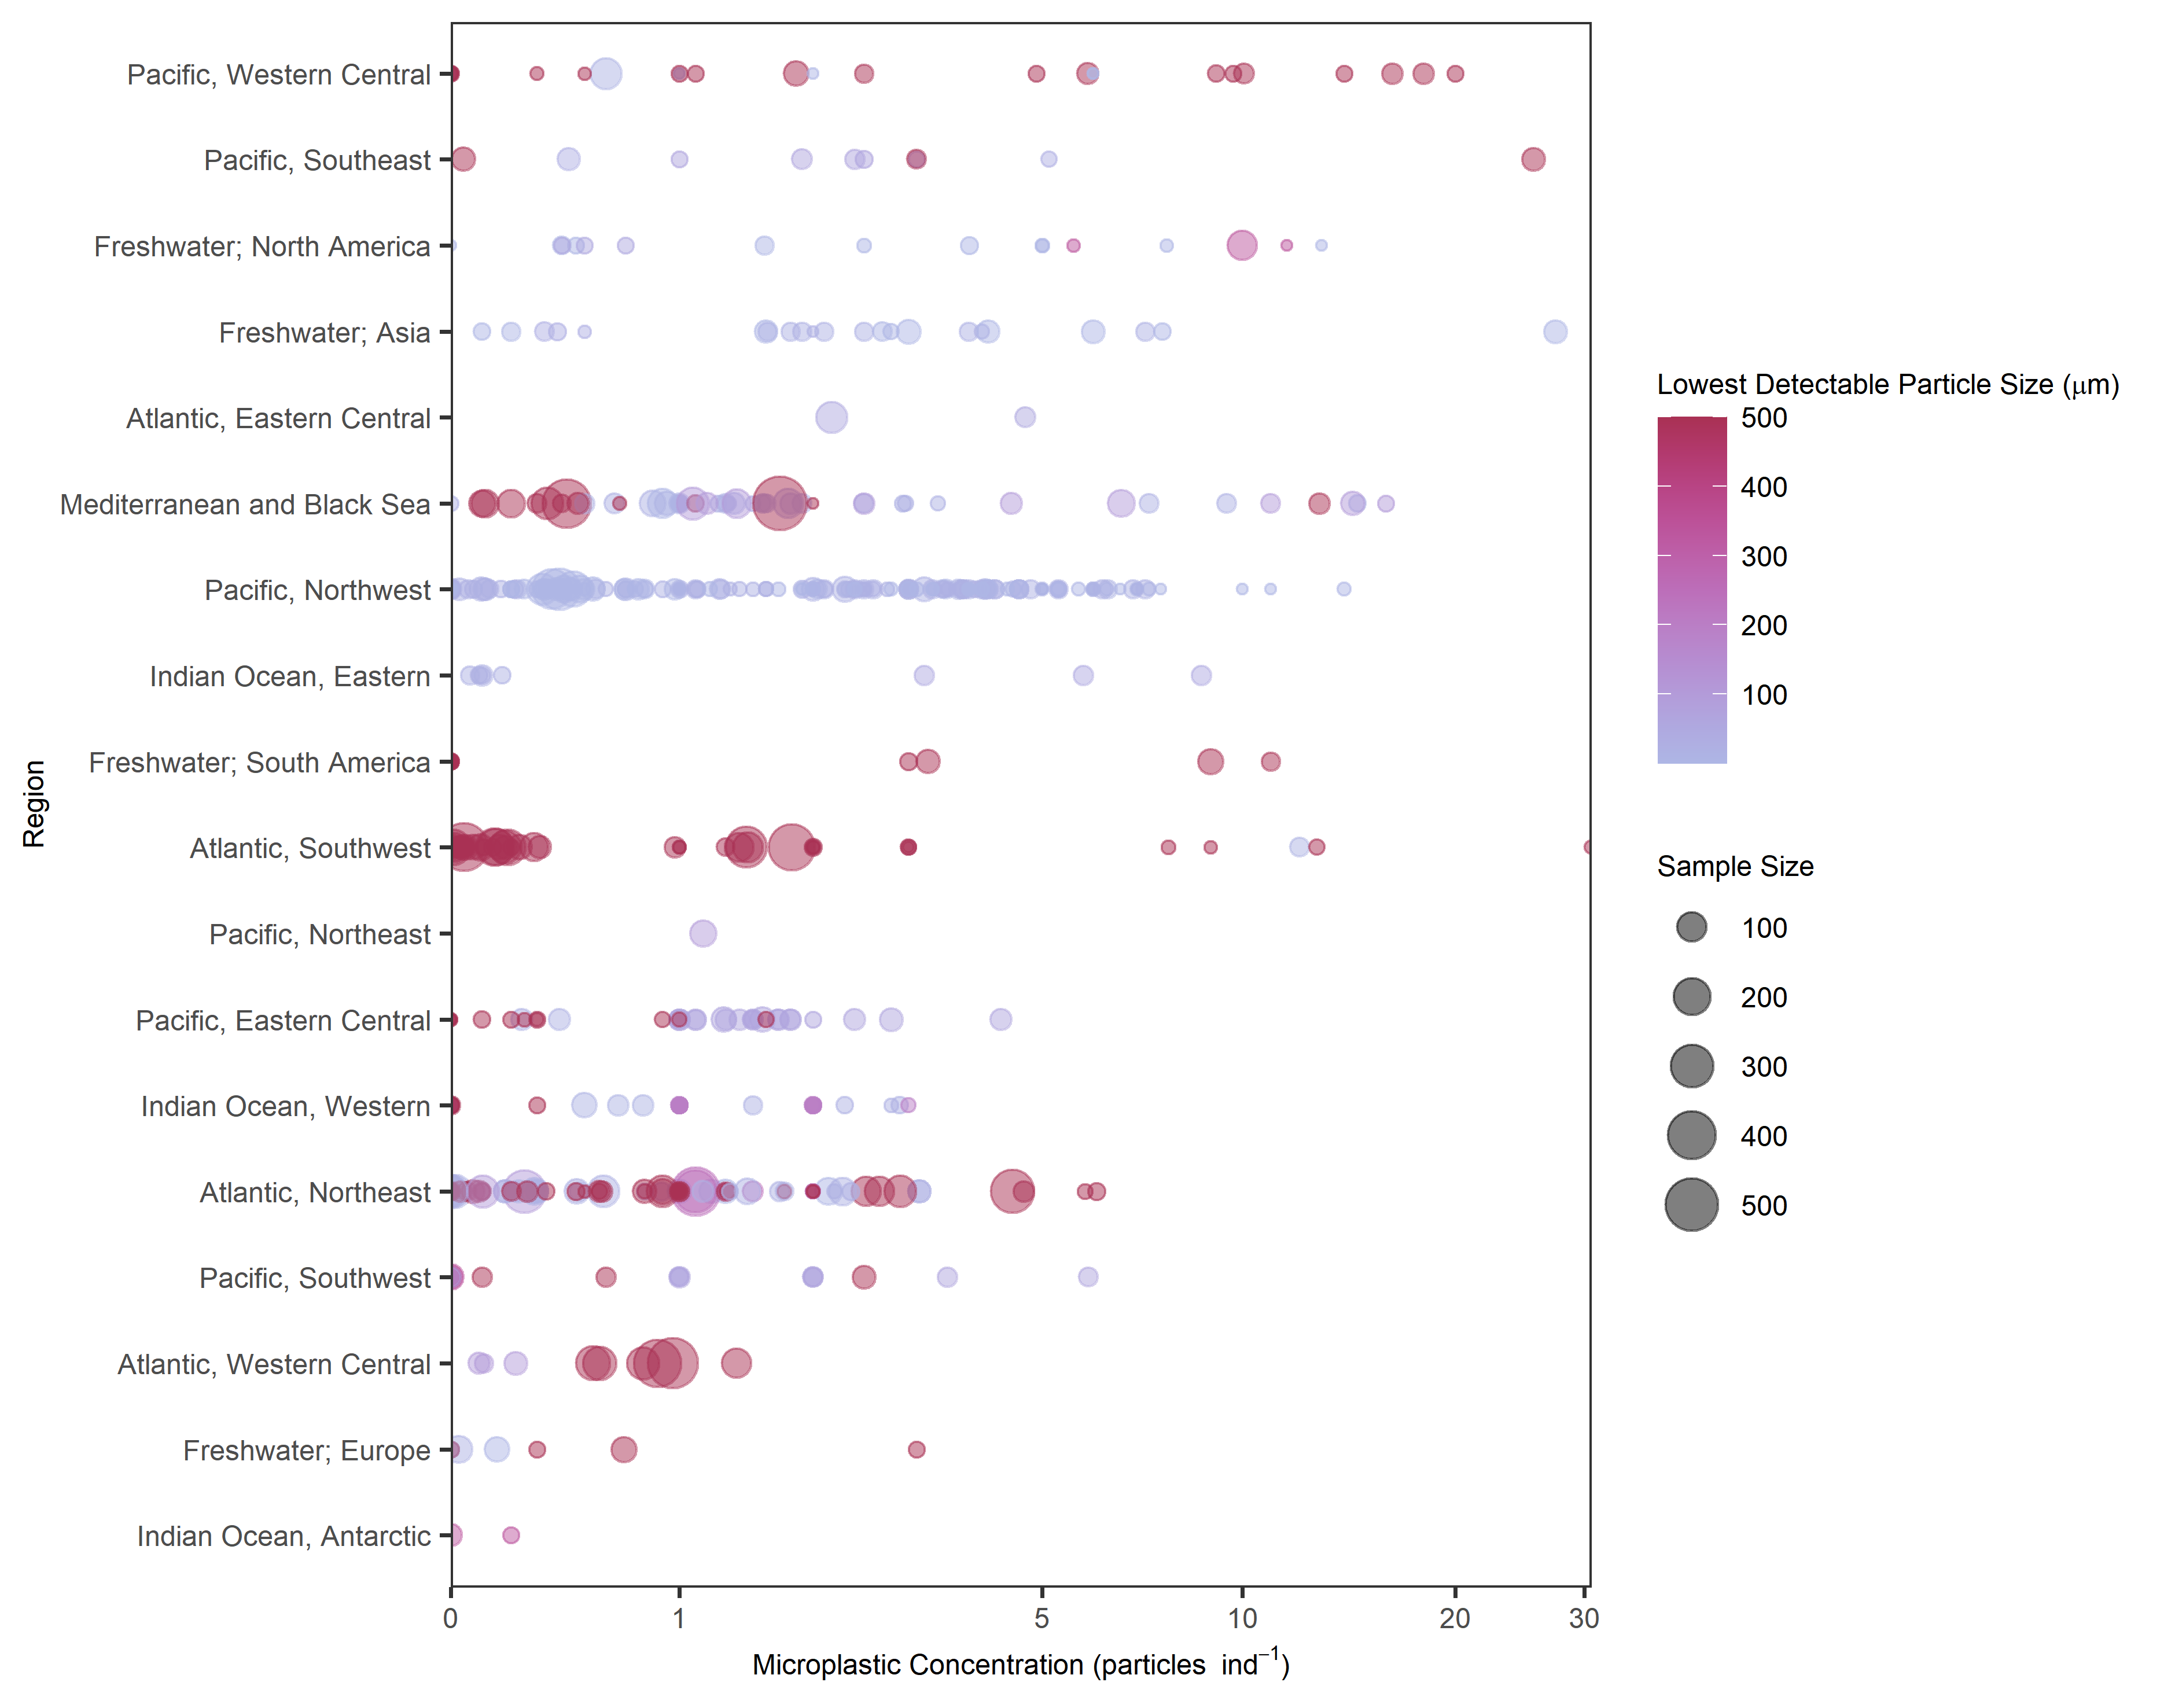 Region
Pacific, Western Central
Pacific, Southeast
Freshwater; North America
Freshwater; Asia
Atlantic, Eastern Central
Mediterranean and Black Sea
Pacific, Northwest
Indian Ocean, Eastern
Freshwater; South America
Atlantic, Southwest
Pacific, Northeast
Pacific, Eastern Central
Indian Ocean, Western
Atlantic, Northeast
Pacific, Southwest
Atlantic, Western Central
Freshwater; Europe
Indian Ocean, Antarctic
0 1 5 10 20 30
Microplastic Concentration (particles ind⁻¹)
Lowest Detectable Particle Size (μm)
500
400
300
200
100
Sample Size
100
200
300
400
500